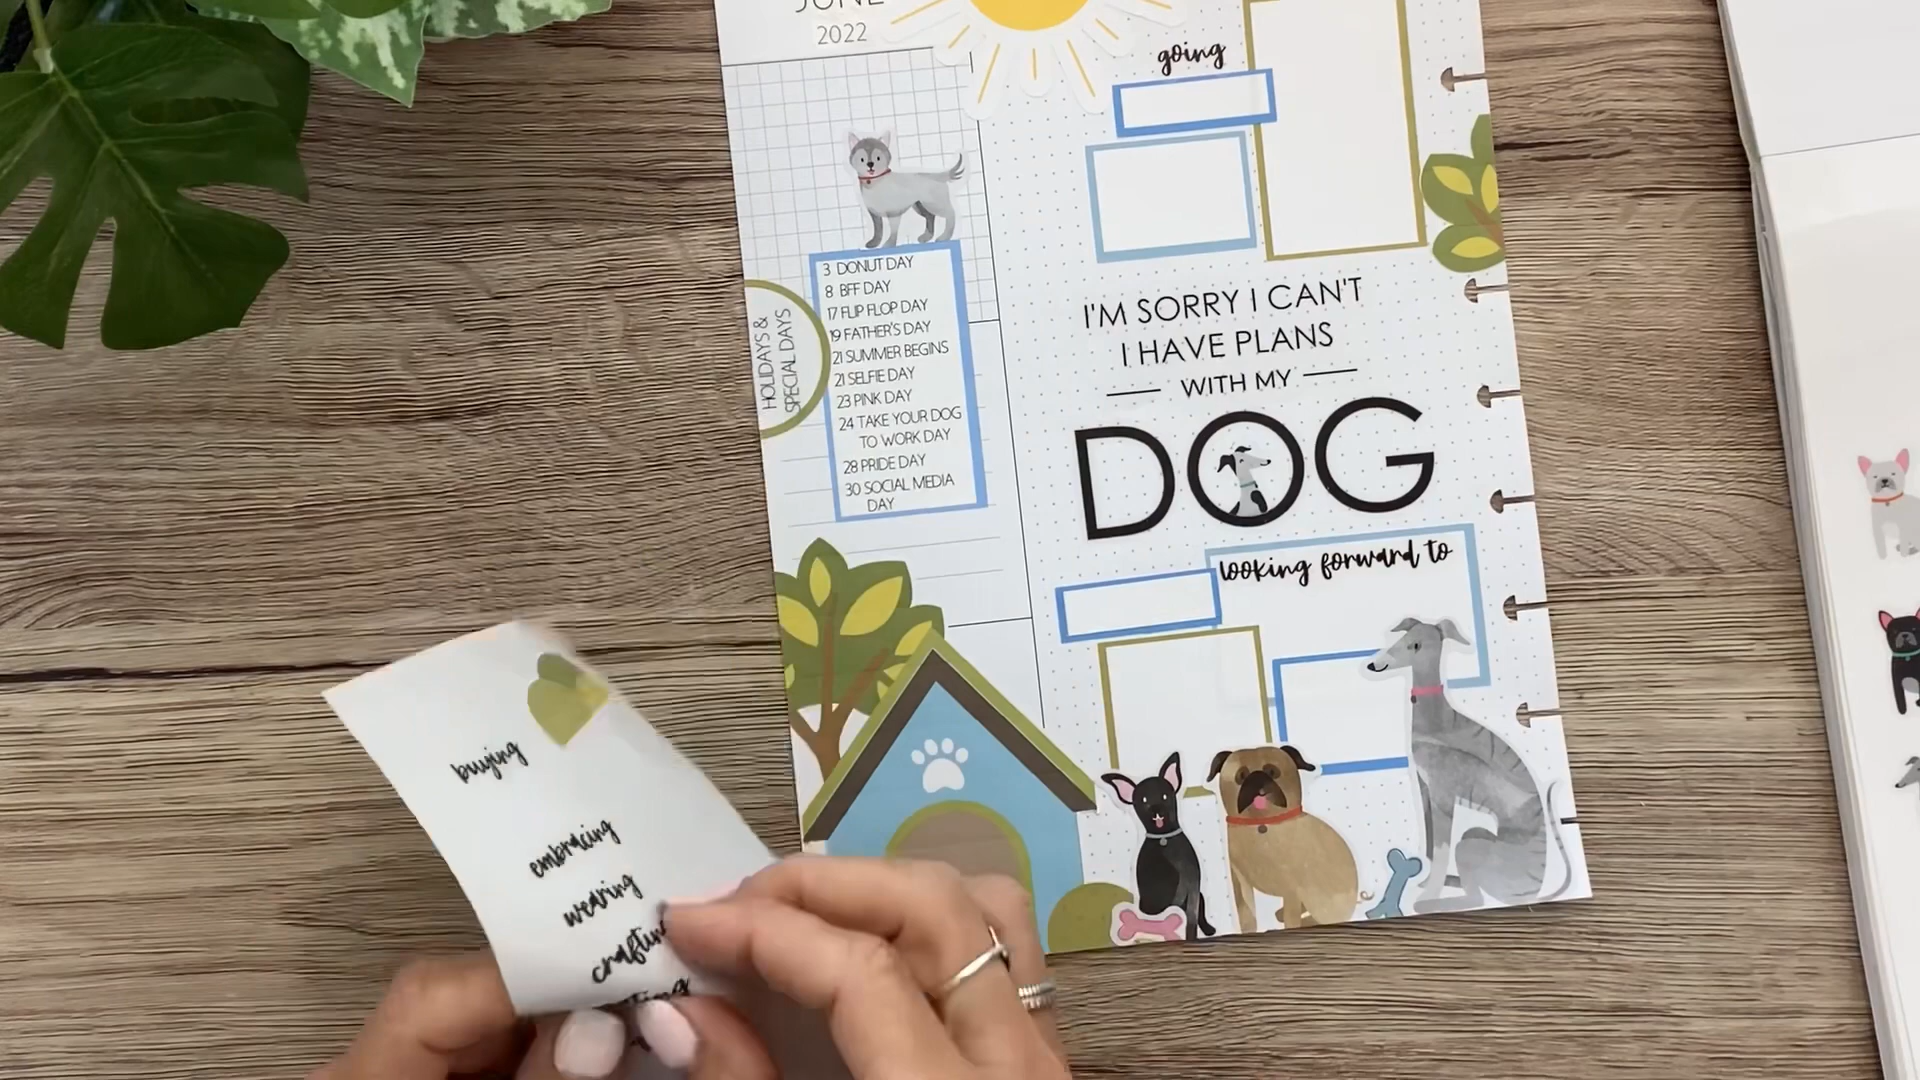 JUNE
2022
going
HOLIDAYS &
SPECIAL DAYS
3 DONUT DAY
8 BFF DAY
17 FLIP FLOP DAY
19 FATHER'S DAY
21 SUMMER BEGINS
21 SELFIE DAY
23 PINK DAY
24 TAKE YOUR DOG
TO WORK DAY
28 PRIDE DAY
30 SOCIAL MEDIA
DAY
I'M SORRY I CAN'T
I HAVE PLANS
WITH MY
DOG
looking forward to
buying
embracing
wearing